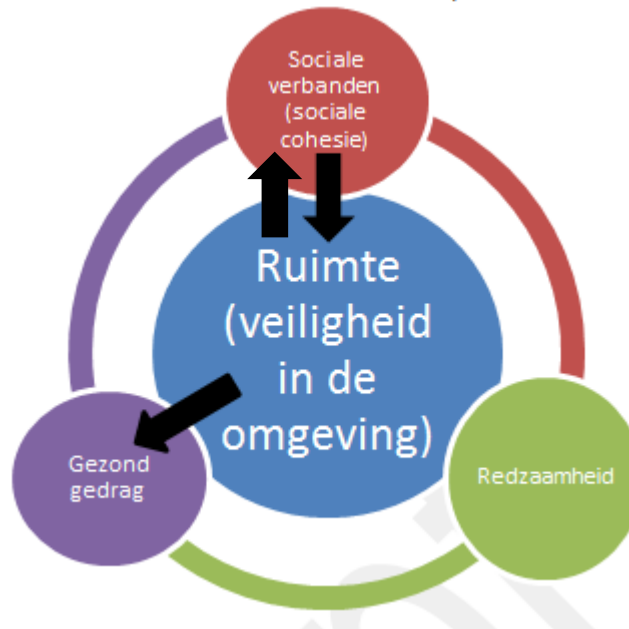 Sociale
verbanden
(sociale
cohesie)
Ruimte
(veiligheid
in de
omgeving)
Gezond
gedrag
Redzaamheid